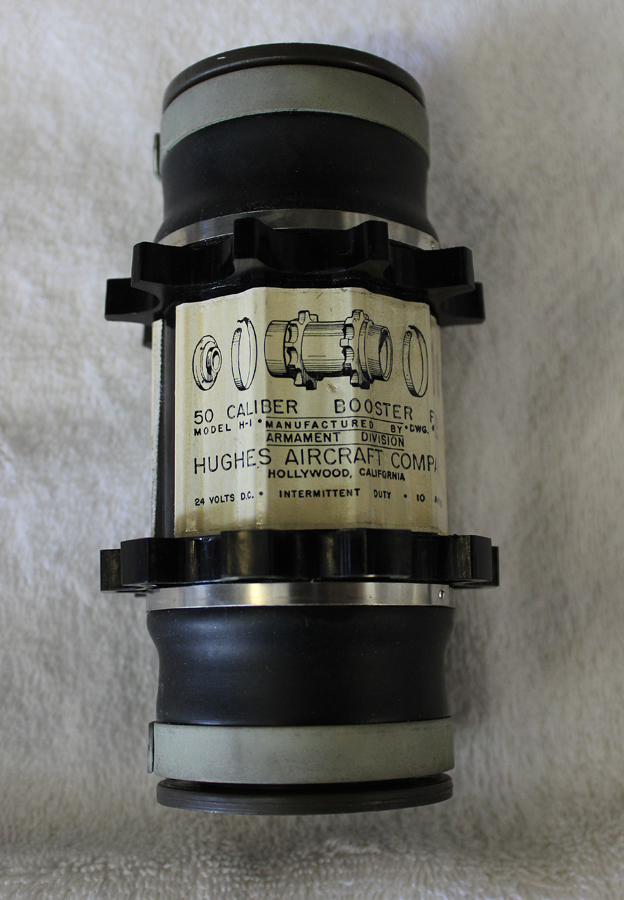 50 CALIBER BOOSTER
MODEL H-1 • MANUFACTURED BY • DWG.
ARMAMENT DIVISION
HUGHES AIRCRAFT
HOLLYWOOD, CALIFORNIA
24 VOLTS D.C. • INTERMITTENT DUTY • 10